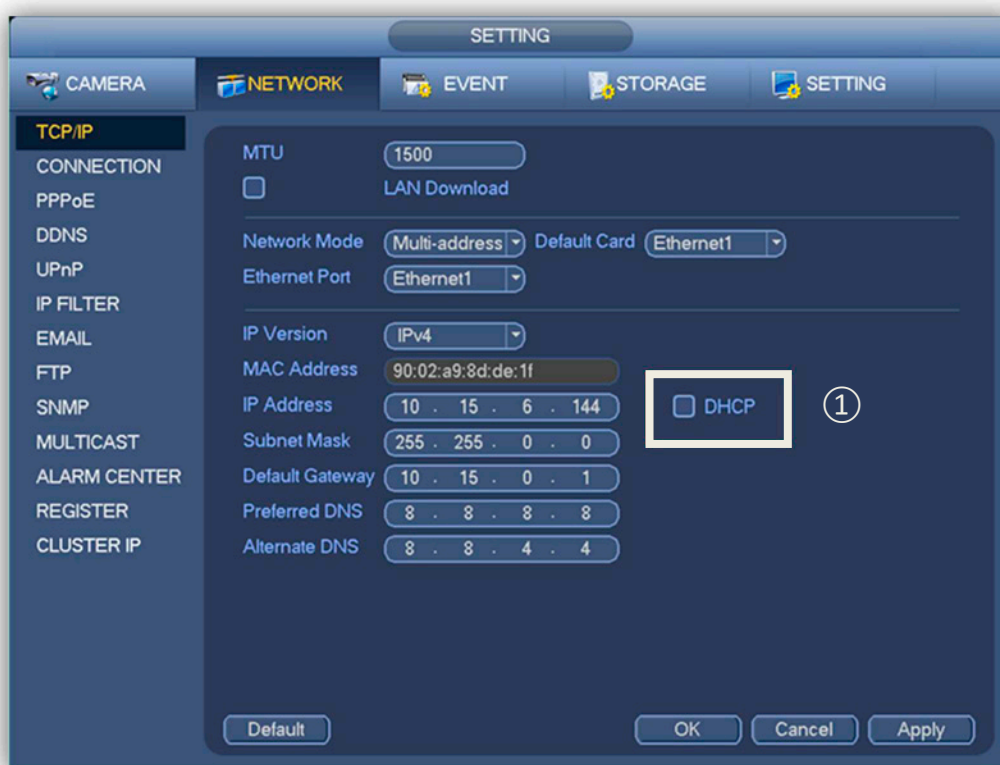 SETTING
CAMERA NETWORK EVENT STORAGE SETTING
TCP/IP
CONNECTION
PPPoE
DDNS
UPnP
IP FILTER
EMAIL
FTP
SNMP
MULTICAST
ALARM CENTER
REGISTER
CLUSTER IP
MTU 1500
LAN Download
Network Mode Multi-address Default Card Ethernet1
Ethernet Port Ethernet1
IP Version IPv4
MAC Address 90:02:a9:8d:de:1f
IP Address 10 . 15 . 6 . 144 DHCP ①
Subnet Mask 255 . 255 . 0 . 0
Default Gateway 10 . 15 . 0 . 1
Preferred DNS 8 . 8 . 8 . 8
Alternate DNS 8 . 8 . 4 . 4
Default OK Cancel Apply